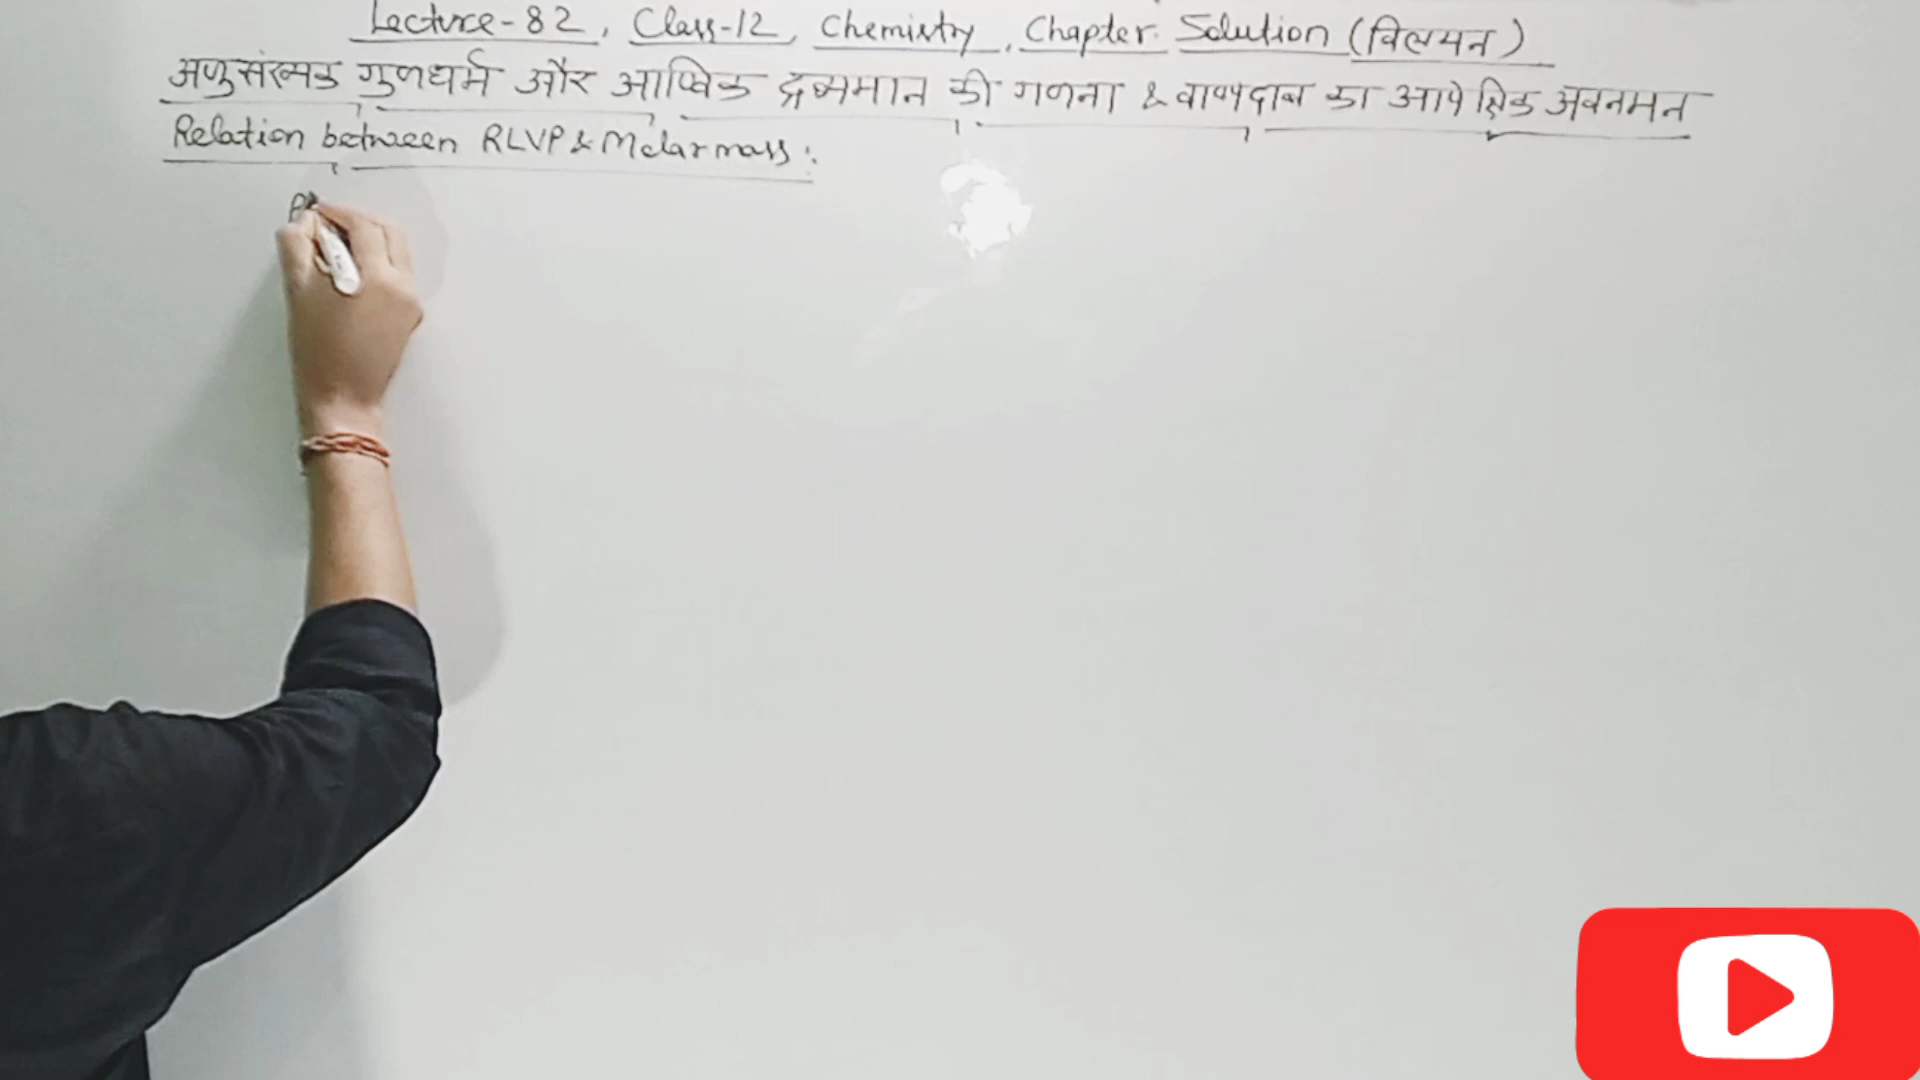 Lecture-82, Class-12, Chemistry, Chapter. Solution (विलयन)
अणुसंख्यक गुणधर्म और आण्विक द्रव्यमान की गणना & वाष्पदाब का आपेक्षिक अवनमन
Relation between RLVP & Molar mass: